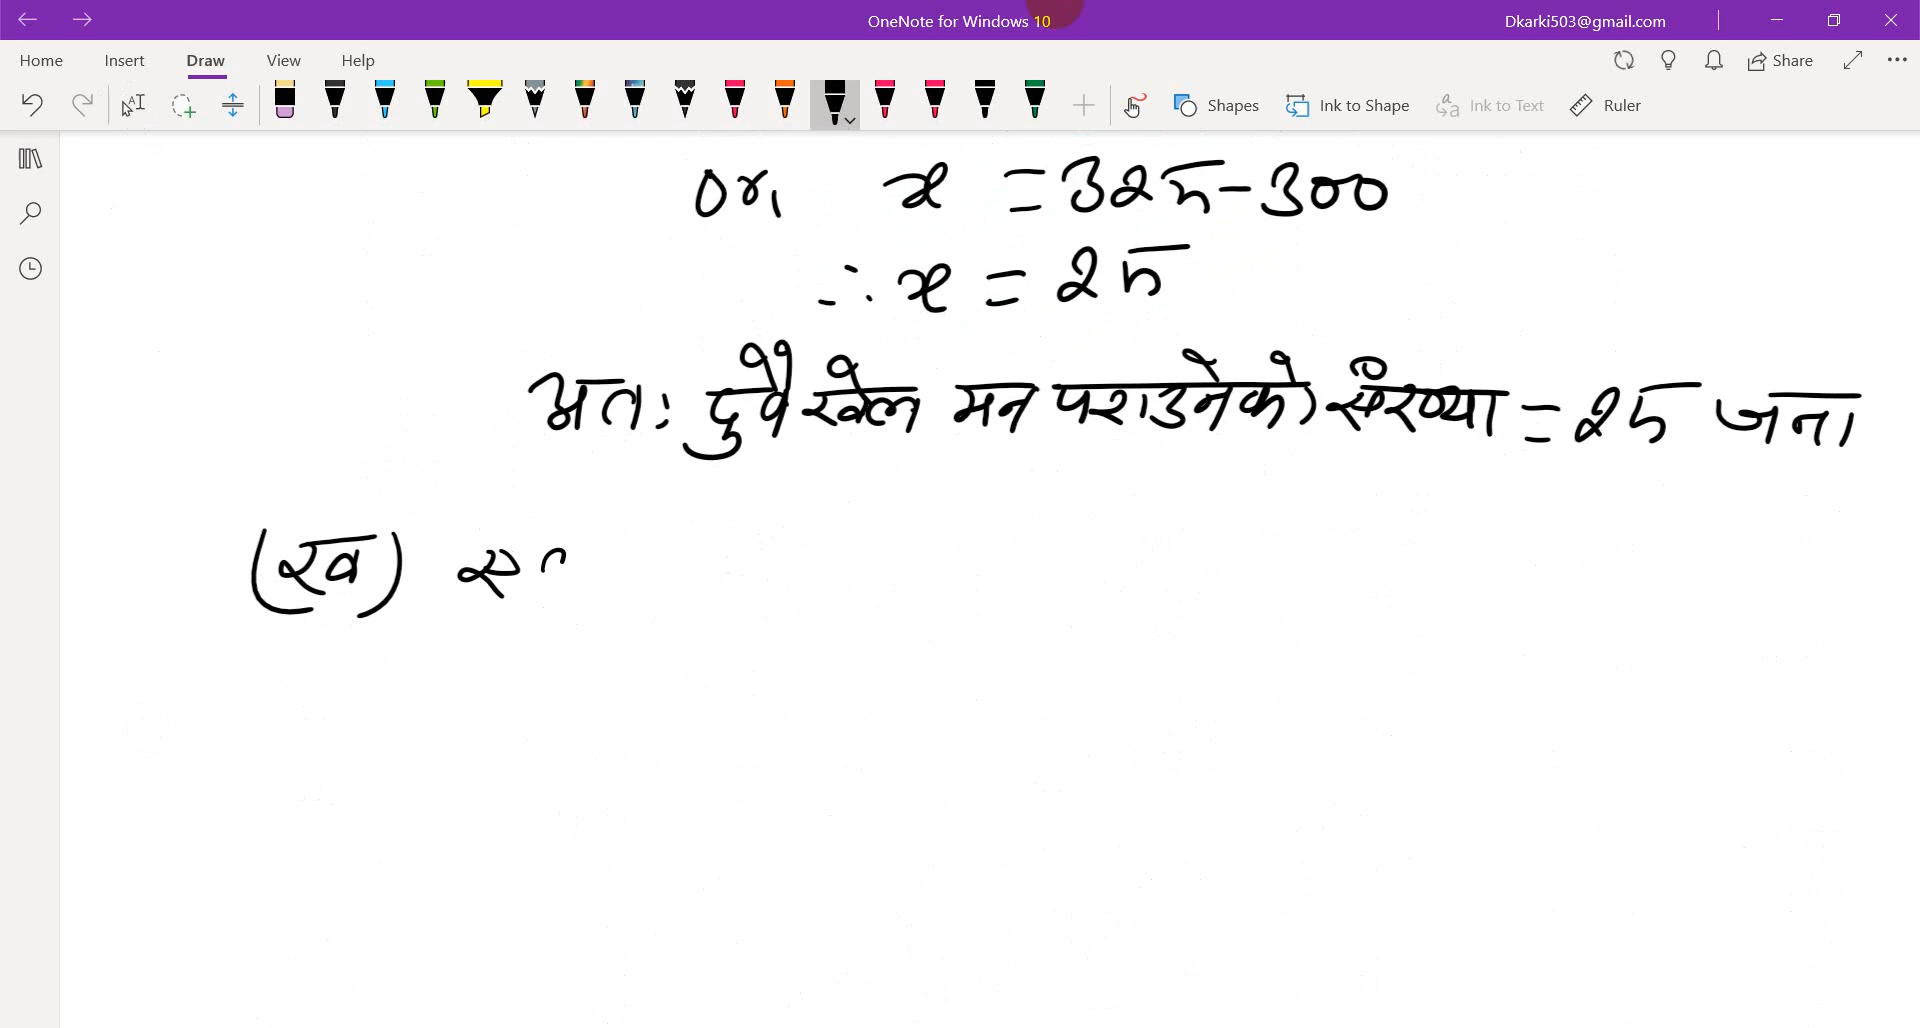 OneNote for Windows 10
Dkarki503@gmail.com
Home Insert Draw View Help
Share
Shapes Ink to Shape Ink to Text Ruler
or, x = 325 - 300
∴ x = 25
अतः दुवै खेल मन पराउनेको संख्या = 25 जना
(ख)